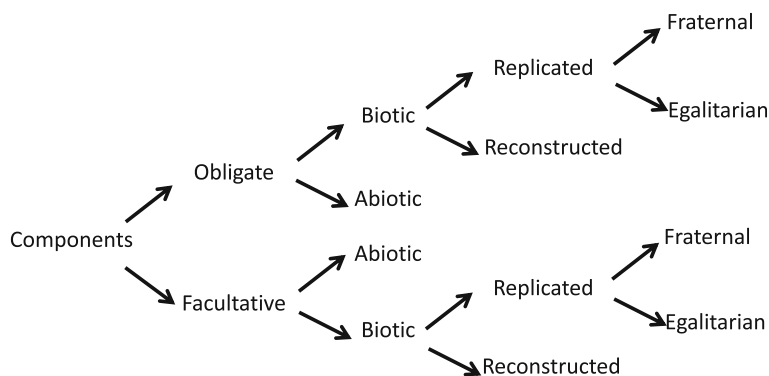 Fraternal
Replicated
Egalitarian
Biotic
Reconstructed
Obligate
Abiotic
Components
Abiotic
Fraternal
Facultative
Replicated
Biotic
Egalitarian
Reconstructed